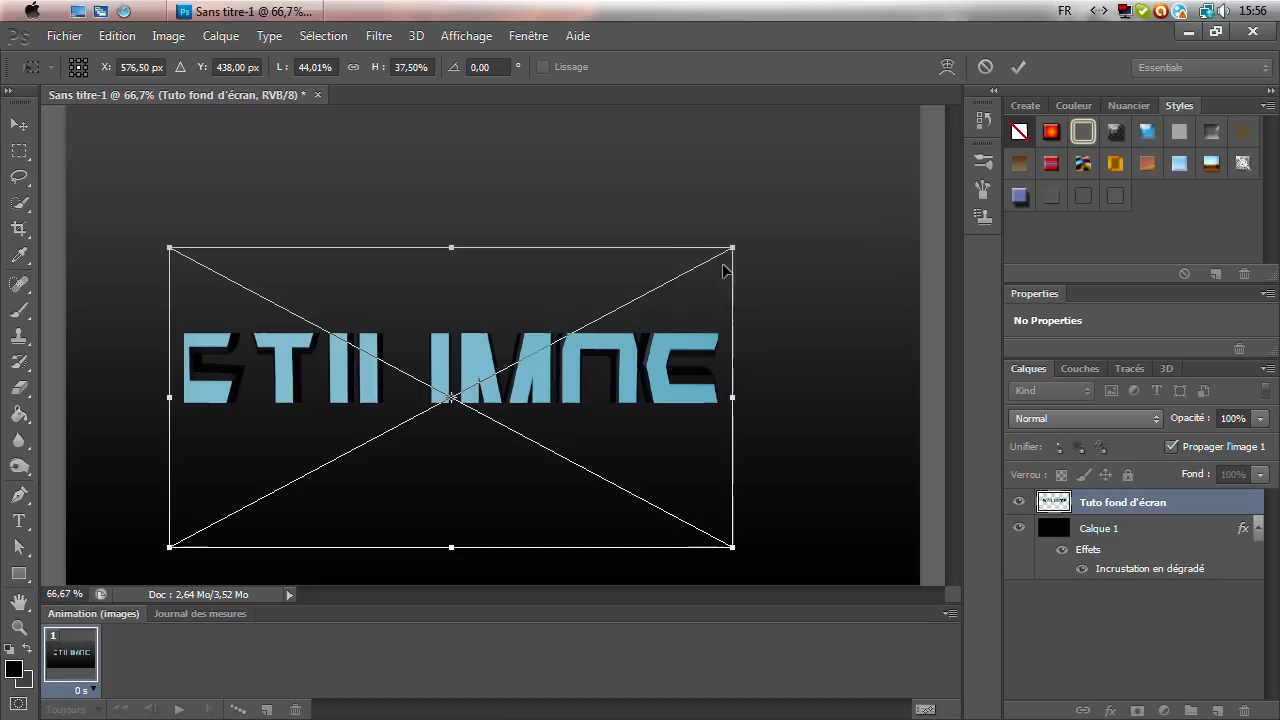 Sans titre-1 @ 66,7%...
FR
15:56
Ps
Fichier Edition Image Calque Type Sélection Filtre 3D Affichage Fenêtre Aide
X: 576,50 px Y: 438,00 px L: 44,01% H: 37,50% 0,00 ° Lissage
Essentials
Sans titre-1 @ 66,7% (Tuto fond d'écran, RVB/8) *
Create Couleur Nuancier Styles
Properties
No Properties
Calques Couches Tracés 3D
Kind
Normal Opacité : 100%
Unifier: Propager l'image 1
Verrou : Fond : 100%
Tuto fond d'écran
Calque 1 fx
Effets
Incrustation en dégradé
66,67 % Doc : 2,64 Mo/3,52 Mo
Animation (images) Journal des mesures
1
0 s
Toujours